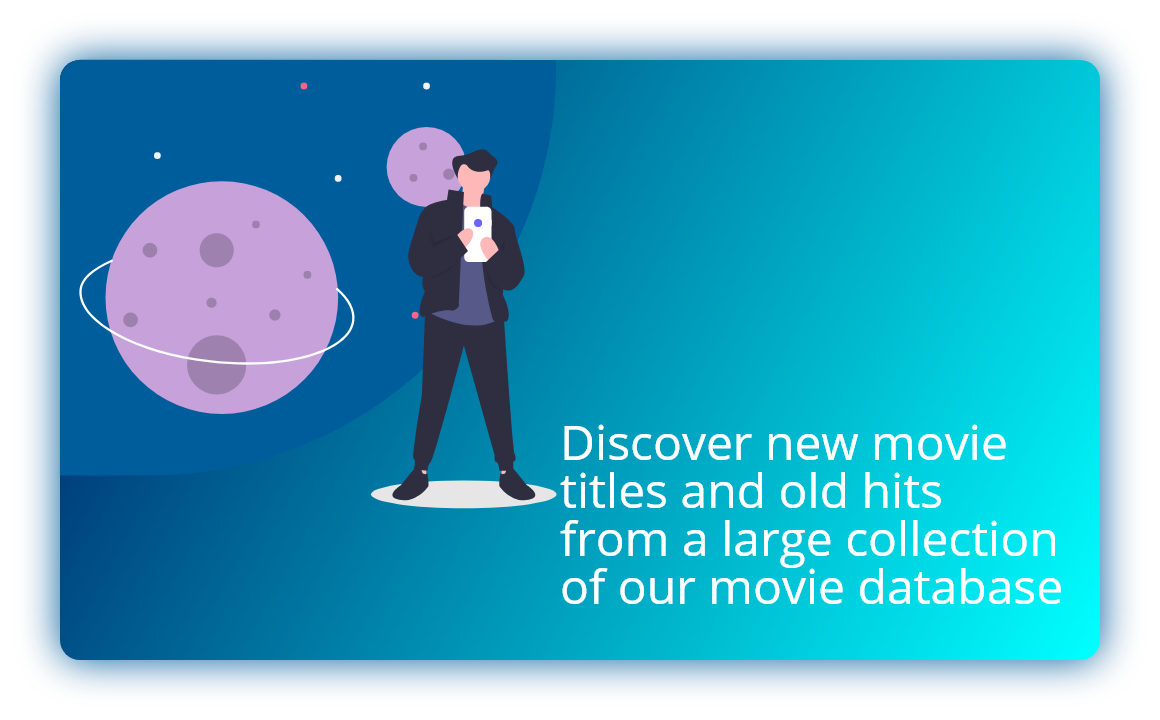 Discover new movie
titles and old hits
from a large collection
of our movie database